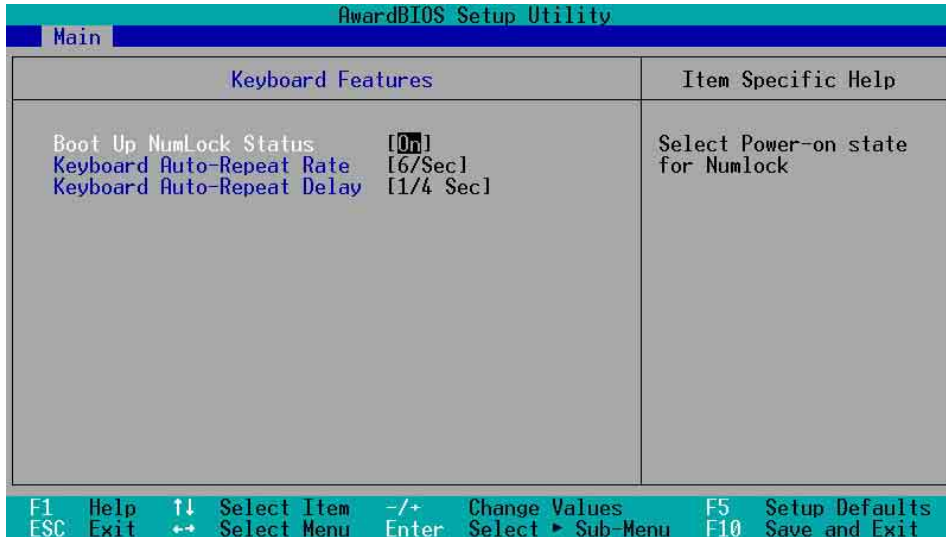 AwardBIOS Setup Utility
Main
Keyboard Features
Item Specific Help
Boot Up NumLock Status [On]
Keyboard Auto-Repeat Rate [6/Sec]
Keyboard Auto-Repeat Delay [1/4 Sec]
Select Power-on state
for Numlock
F1 Help ↑↓ Select Item -/+ Change Values F5 Setup Defaults
ESC Exit ←→ Select Menu Enter Select ► Sub-Menu F10 Save and Exit